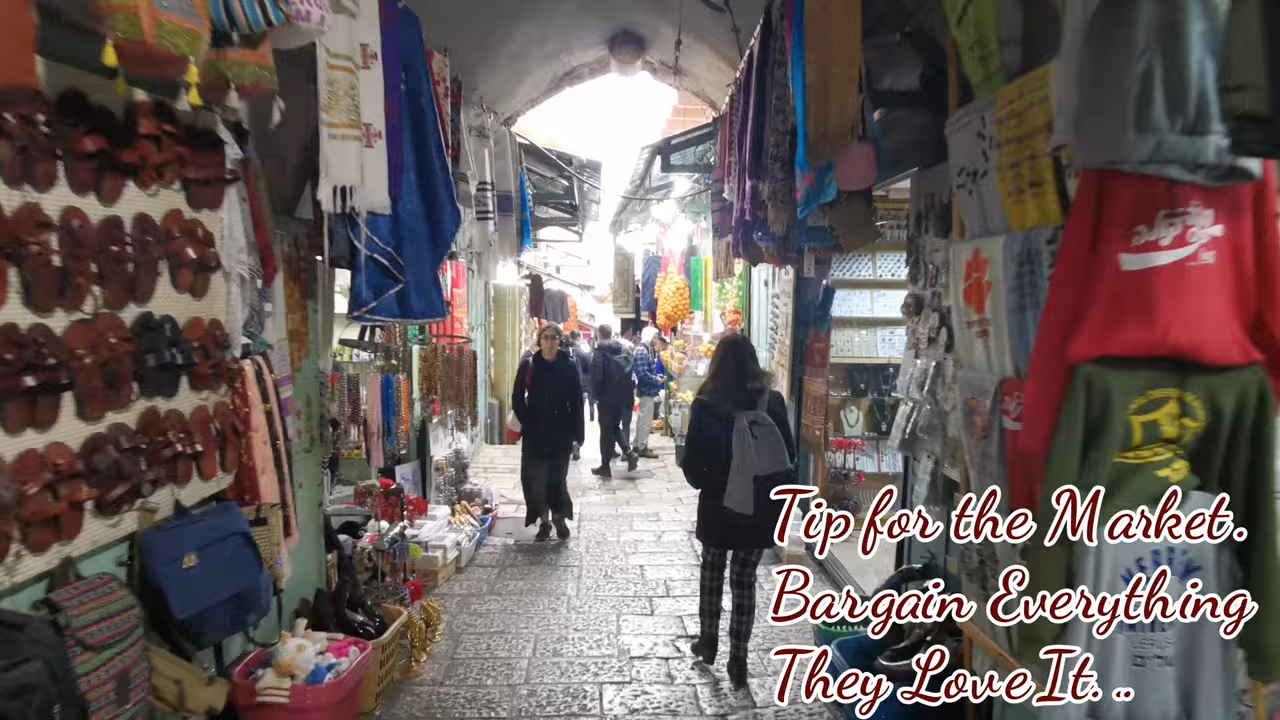 Tip for the Market.
Bargain Everything
They Love It. ..